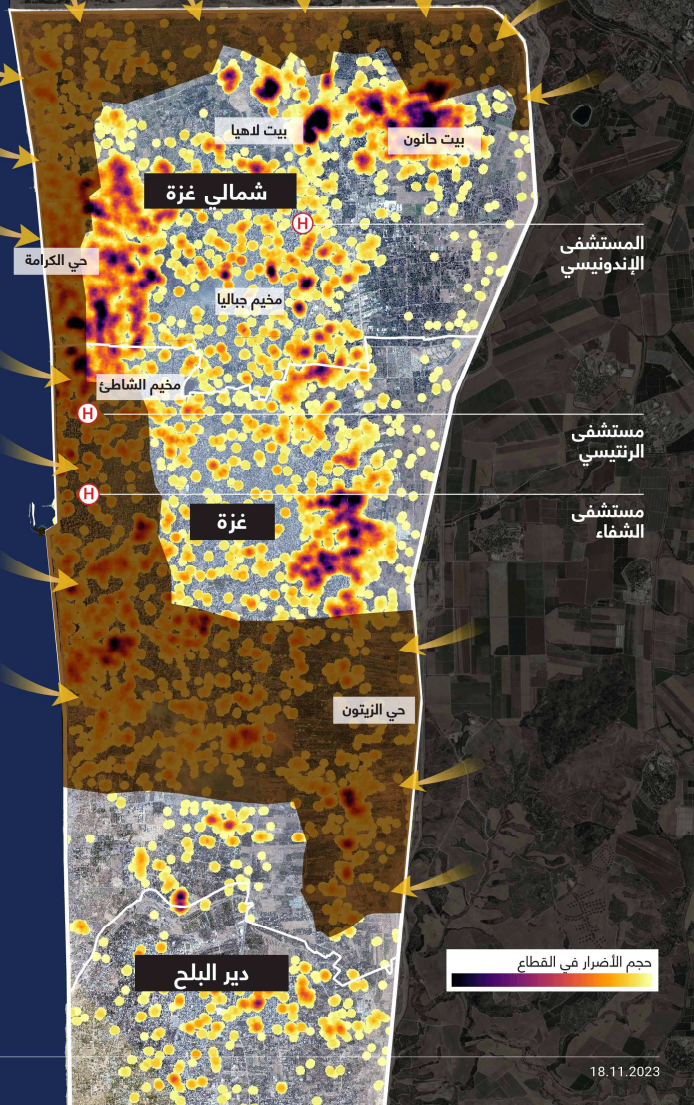 بيت لاهيا
بيت حانون
شمالي غزة
H
المستشفى
الإندونيسي
حي الكرامة
مخيم جباليا
مخيم الشاطئ
H
مستشفى
الرنتيسي
H
مستشفى
الشفاء
غزة
حي الزيتون
دير البلح
حجم الأضرار في القطاع
18.11.2023